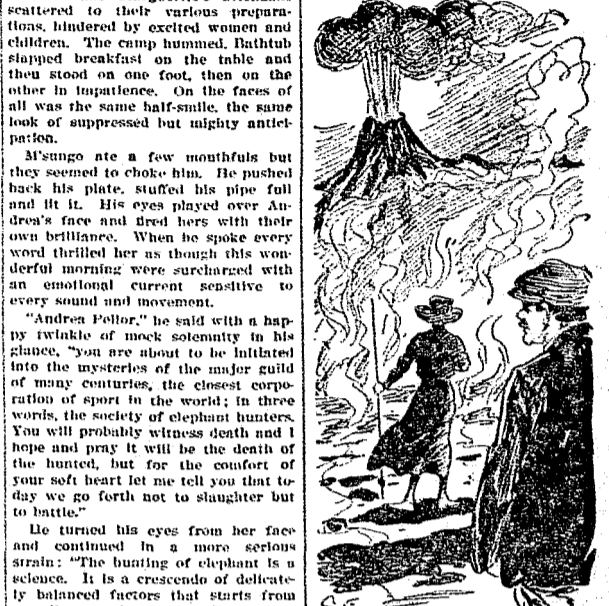 scattered to their various prepara-
tions, hindered by excited women and
children. The camp hummed. Bathtub
slapped breakfast on the table and
then stood on one foot, then on the
other in impatience. On the faces of
all was the same half-smile, the same
look of suppressed but mighty antici-
pation.
M'sungo ate a few mouthfuls but
they seemed to choke him. He pushed
back his plate, stuffed his pipe full
and lit it. His eyes played over An-
drea's face and fired hers with their
own brilliance. When he spoke every
word thrilled her as though this won-
derful morning were surcharged with
an emotional current sensitive to
every sound and movement.
"Andrea Pellor," he said with a hap-
py twinkle of mock solemnity in his
glance, "you are about to be initiated
into the mysteries of the major guild
of many centuries, the closest corpo-
ration of sport in the world; in three
words, the society of elephant hunters.
You will probably witness death and I
hope and pray it will be the death of
the hunted, but for the comfort of
your soft heart let me tell you that to-
day we go forth not to slaughter but
to battle."
He turned his eyes from her face
and continued in a more serious
strain: "The hunting of elephant is a
science. It is a crescendo of delicate-
ly balanced factors that starts from